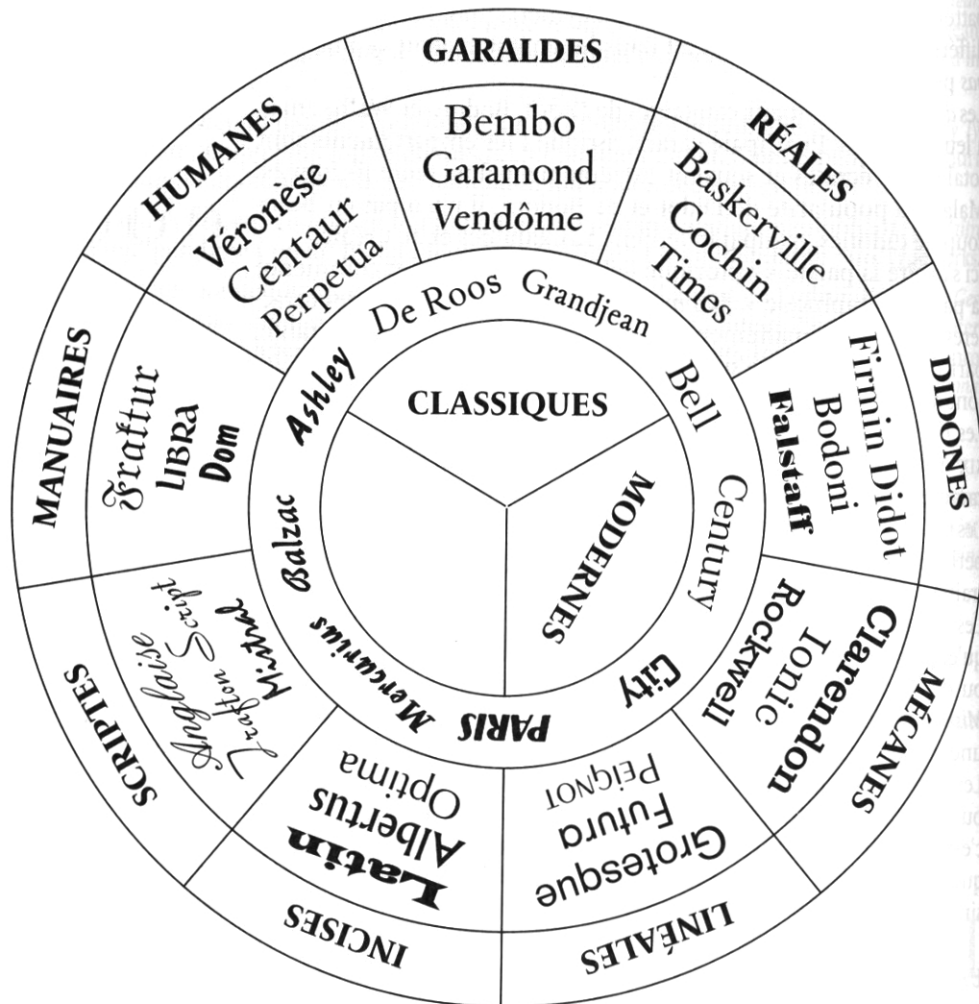 GARALDES
Bembo
Garamond
Vendôme
RÉALES
Baskerville
Cochin
Times
DIDONES
Firmin Didot
Bodoni
Falstaff
MÉCANES
Clarendon
Ionic
Rockwell
LINÉALES
Grotesque
Futura
PEIGNOT
INCISES
Latin
Albertus
Optima
SCRIPTES
Anglaise
Trafton Script
Mistral
MANUAIRES
Fraktur
LIBRA
Dom
HUMANES
Véronèse
Centaur
Perpetua
De Roos
Grandjean
Bell
Century
City
PARIS
Mercurius
Balzac
Ashley
CLASSIQUES
MODERNES